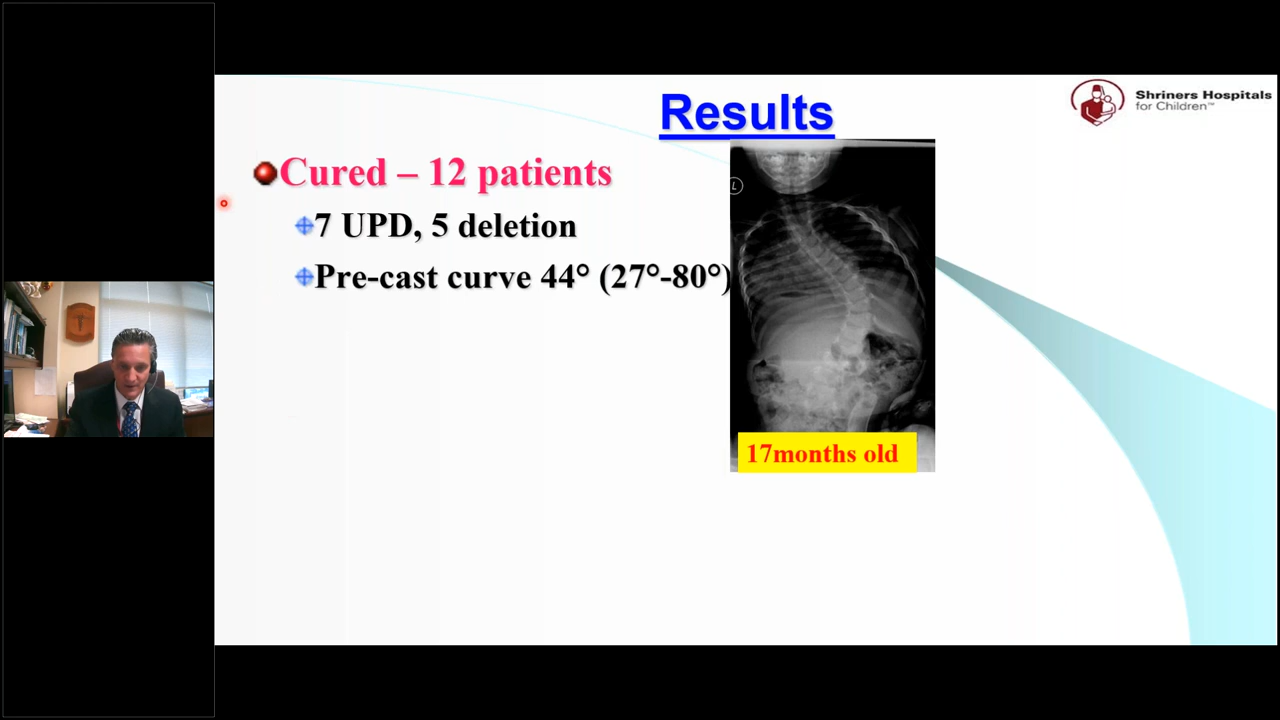 Results
Shriners Hospitals
for Children™
Cured – 12 patients
7 UPD, 5 deletion
Pre-cast curve 44° (27°-80°)
L
17months old